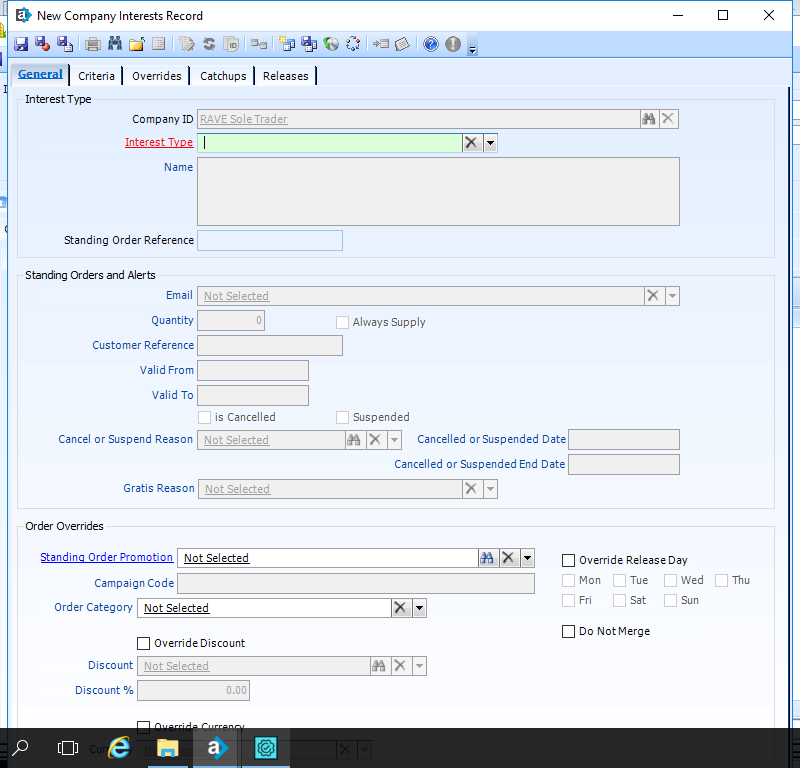 New Company Interests Record
General Criteria Overrides Catchups Releases
Interest Type
Company ID RAVE Sole Trader
Interest Type
Name
Standing Order Reference
Standing Orders and Alerts
Email Not Selected
Quantity 0 Always Supply
Customer Reference
Valid From
Valid To
is Cancelled Suspended
Cancel or Suspend Reason Not Selected Cancelled or Suspended Date
Cancelled or Suspended End Date
Gratis Reason Not Selected
Order Overrides
Standing Order Promotion Not Selected Override Release Day
Campaign Code Mon Tue Wed Thu
Order Category Not Selected Fri Sat Sun
Do Not Merge
Override Discount
Discount Not Selected
Discount % 0.00
Override Currency